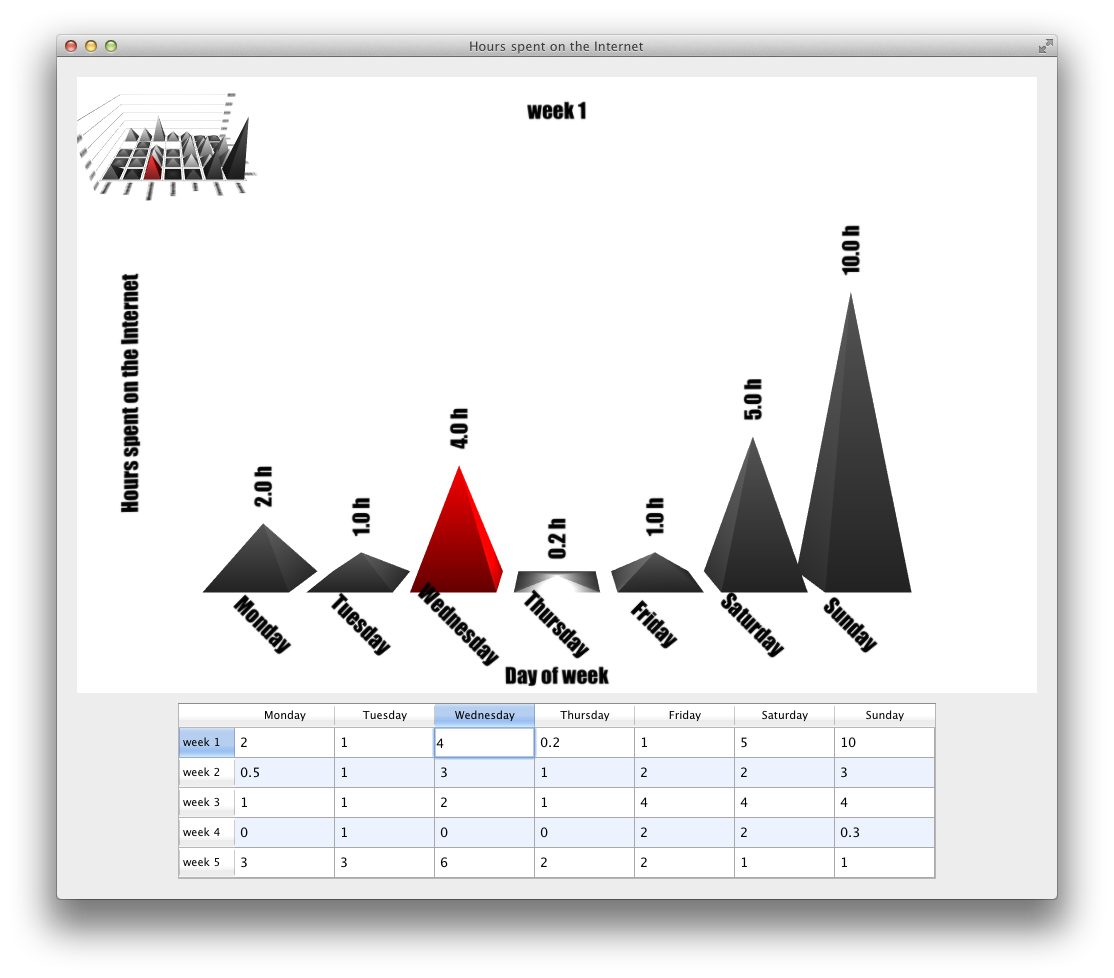 Hours spent on the Internet
week 1
Hours spent on the Internet
2.0 h
1.0 h
4.0 h
0.2 h
1.0 h
5.0 h
10.0 h
Monday
Tuesday
Wednesday
Thursday
Friday
Saturday
Sunday
Day of week
Monday Tuesday Wednesday Thursday Friday Saturday Sunday
week 1 2 1 4 0.2 1 5 10
week 2 0.5 1 3 1 2 2 3
week 3 1 1 2 1 4 4 4
week 4 0 1 0 0 2 2 0.3
week 5 3 3 6 2 2 1 1